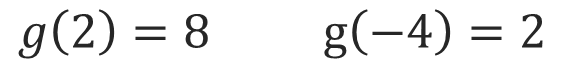 g(2) = 8 g(−4) = 2